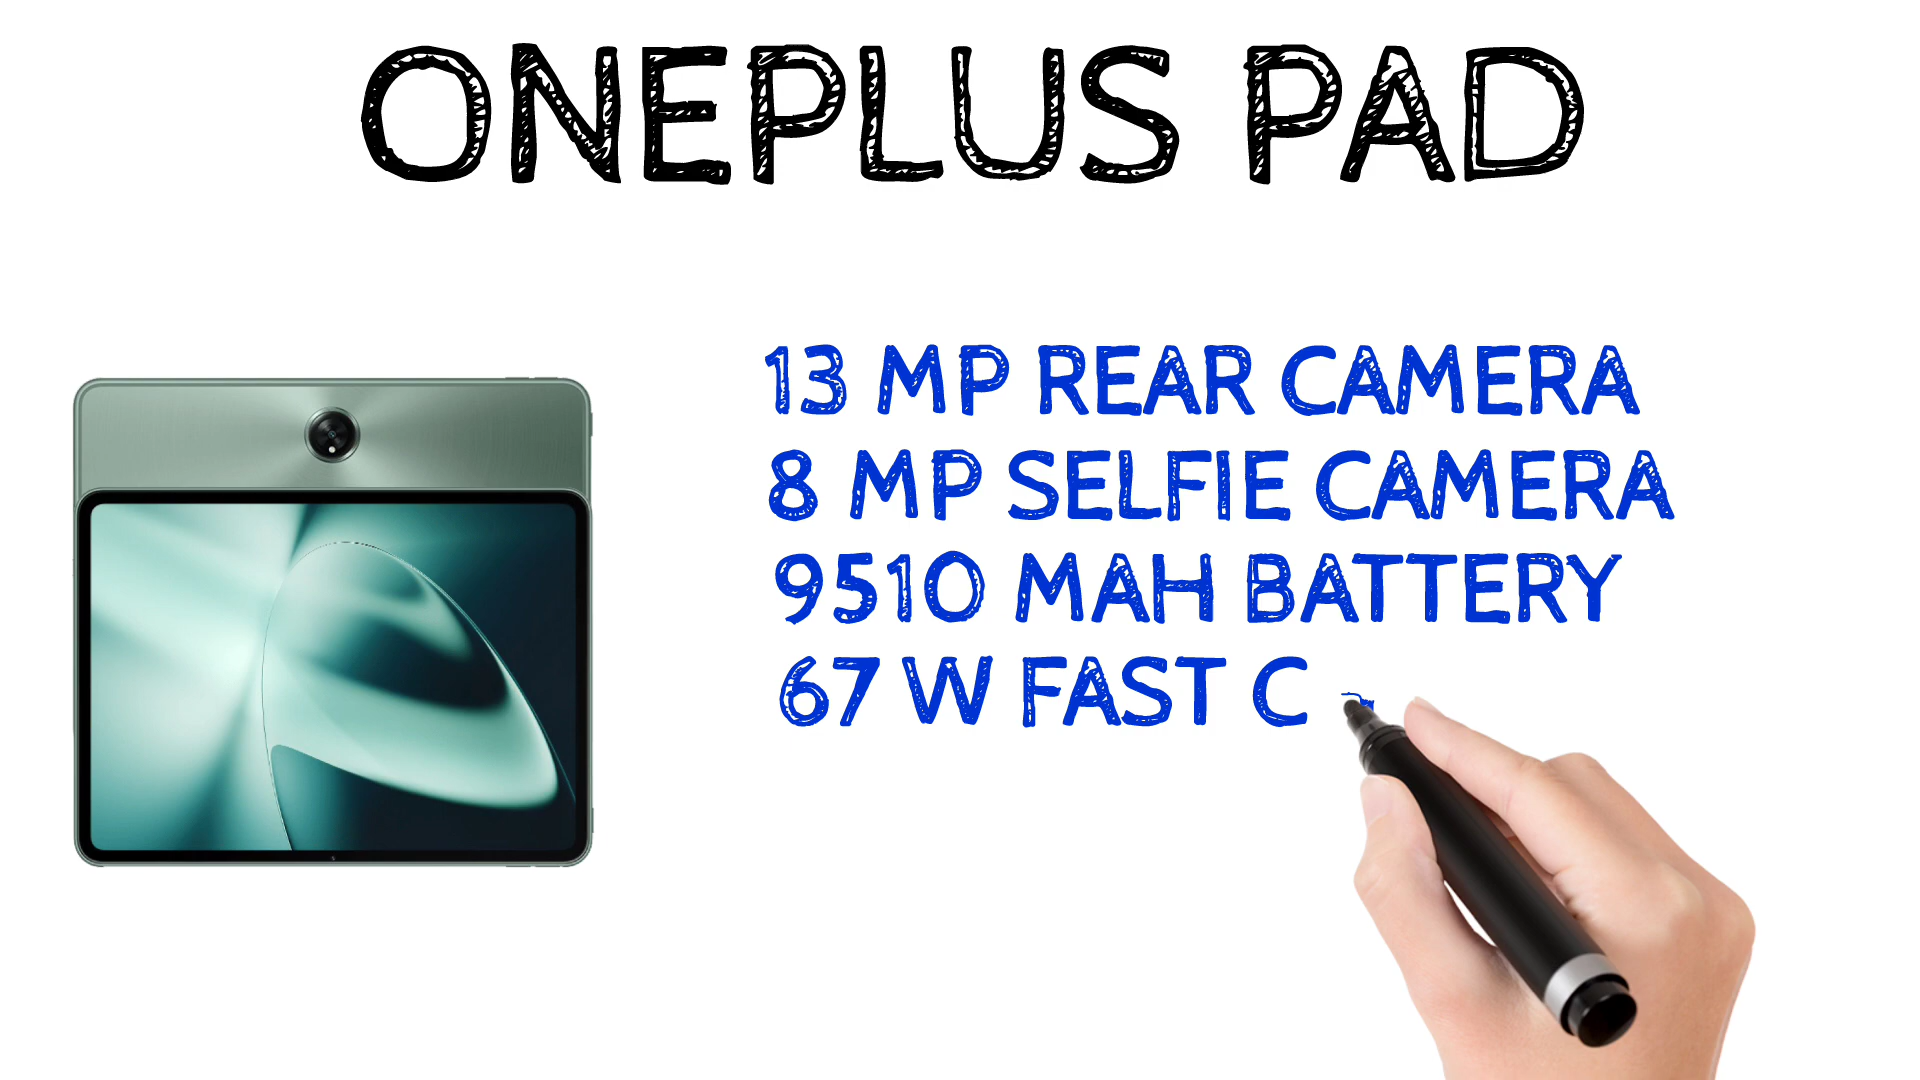 ONEPLUS PAD
13 MP REAR CAMERA
8 MP SELFIE CAMERA
9510 MAH BATTERY
67 W FAST C